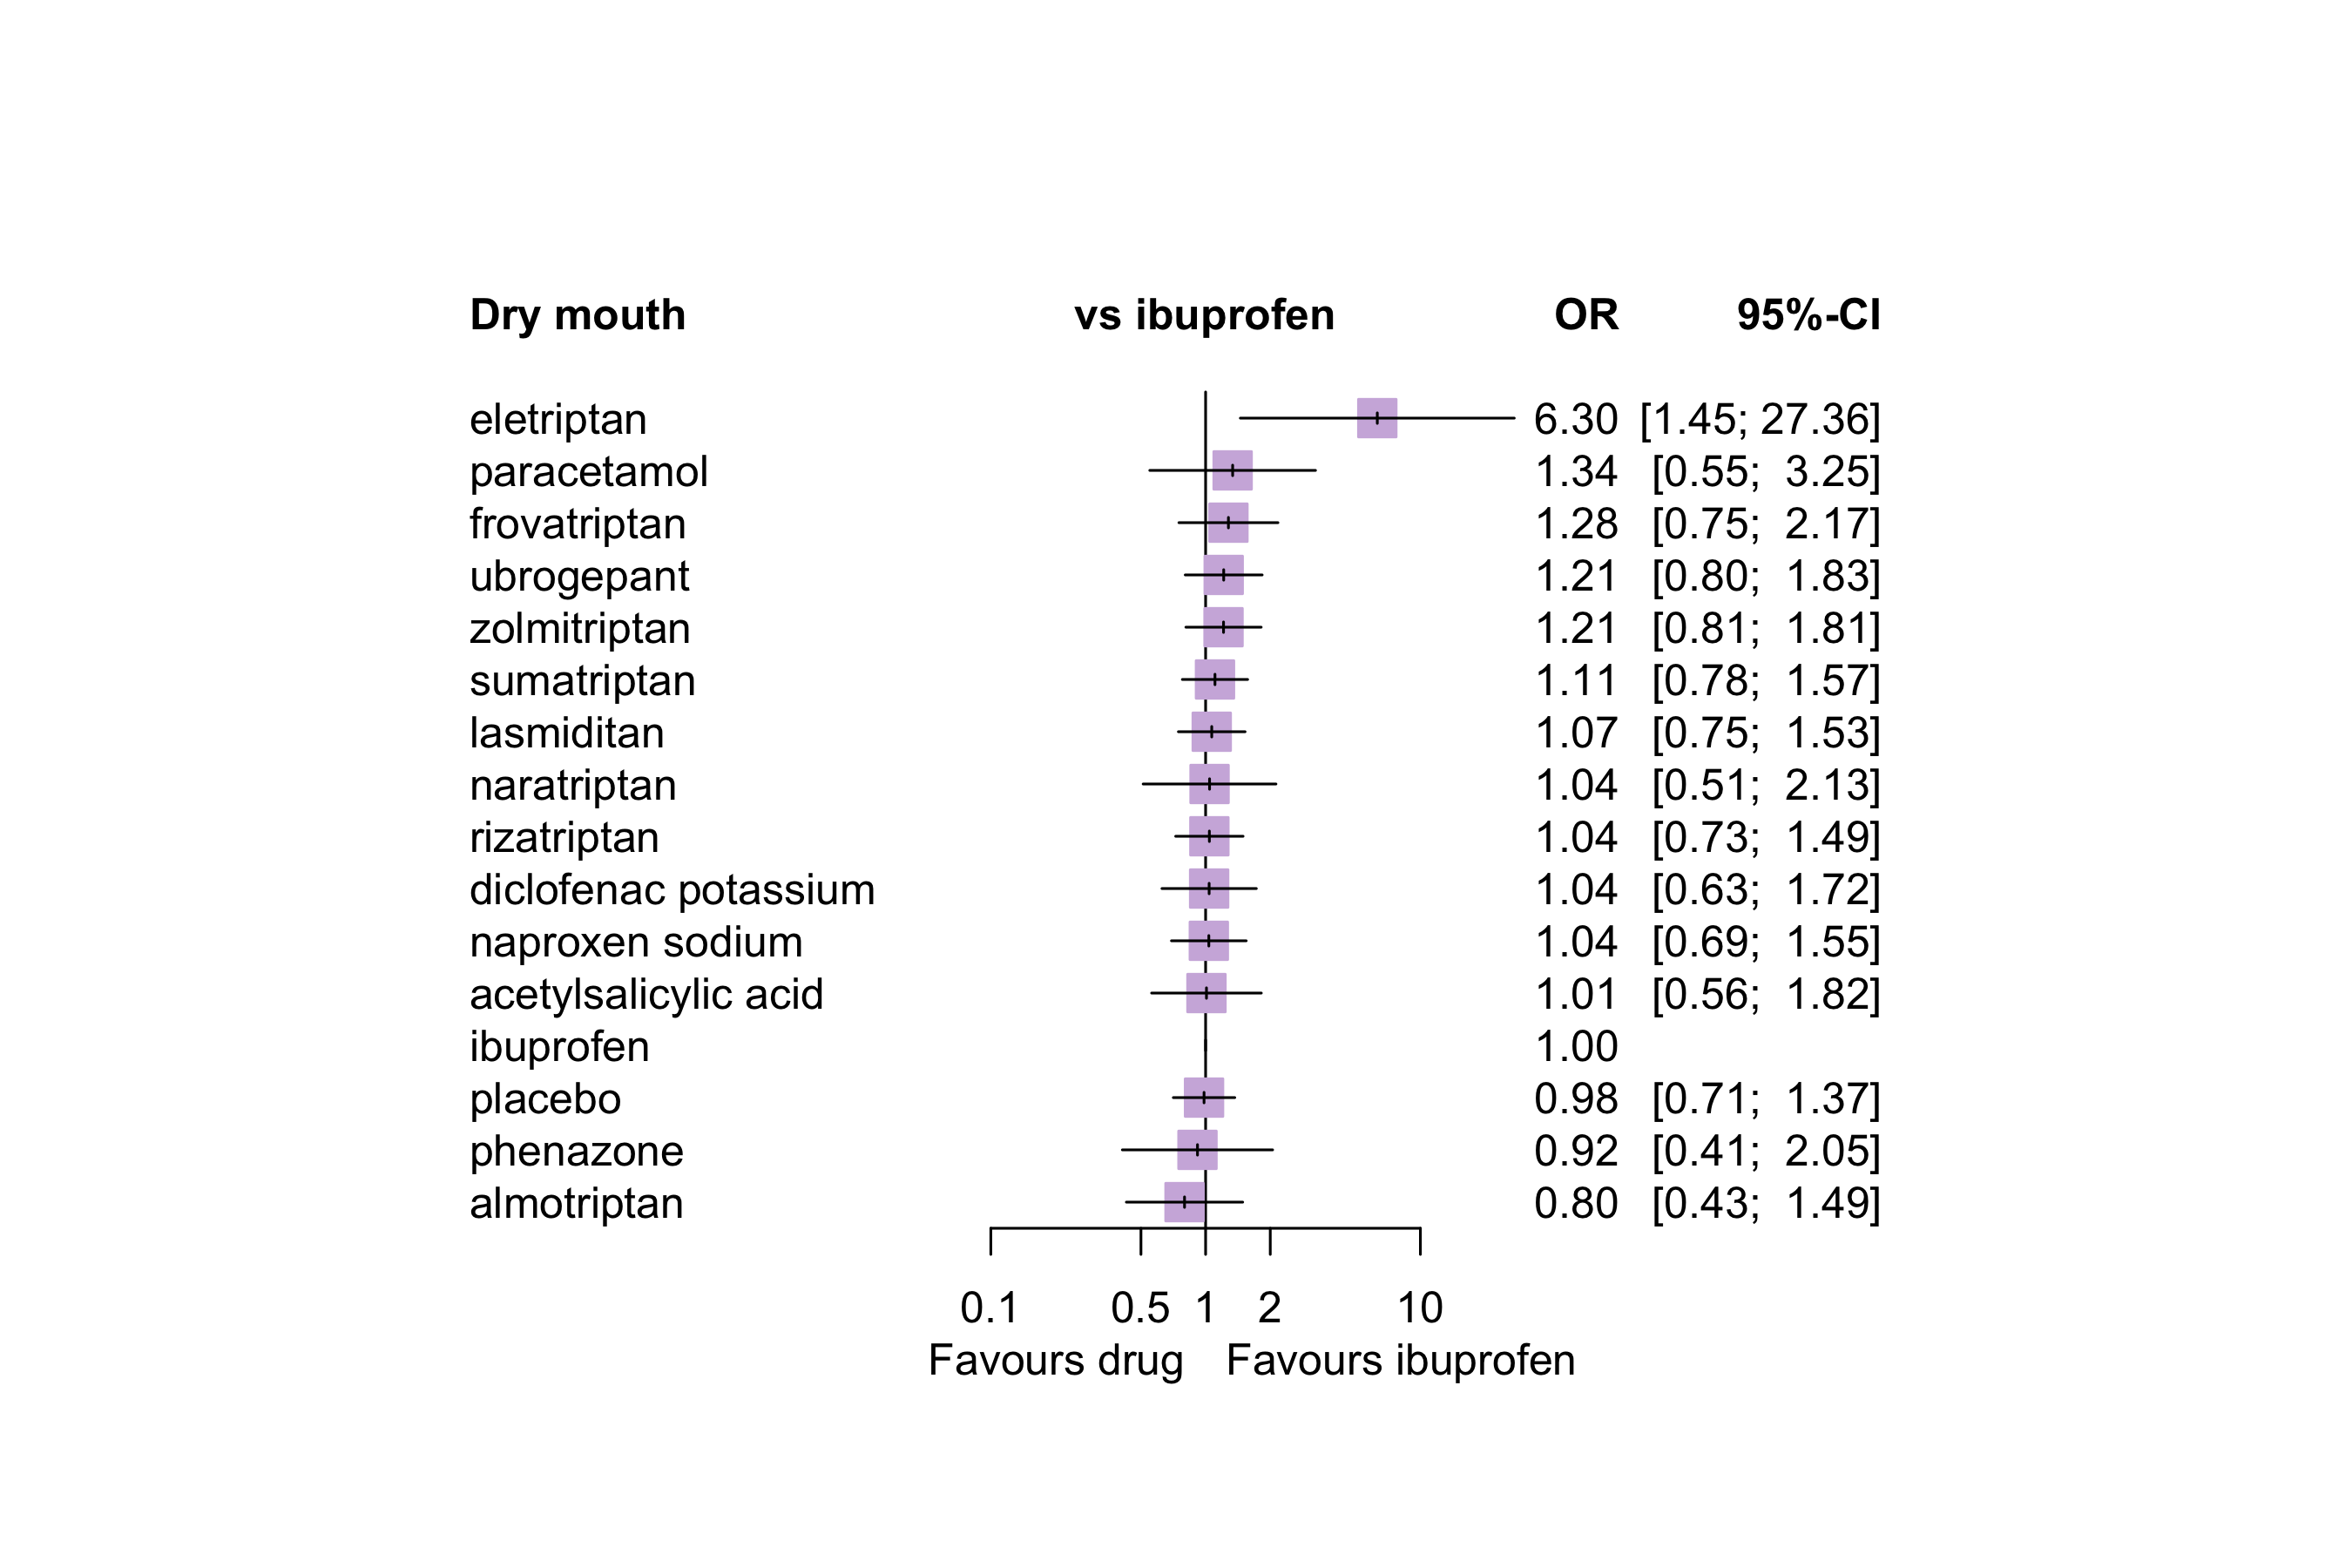 Dry mouth vs ibuprofen OR 95%-CI
eletriptan 6.30 [1.45; 27.36]
paracetamol 1.34 [0.55; 3.25]
frovatriptan 1.28 [0.75; 2.17]
ubrogepant 1.21 [0.80; 1.83]
zolmitriptan 1.21 [0.81; 1.81]
sumatriptan 1.11 [0.78; 1.57]
lasmiditan 1.07 [0.75; 1.53]
naratriptan 1.04 [0.51; 2.13]
rizatriptan 1.04 [0.73; 1.49]
diclofenac potassium 1.04 [0.63; 1.72]
naproxen sodium 1.04 [0.69; 1.55]
acetylsalicylic acid 1.01 [0.56; 1.82]
ibuprofen 1.00
placebo 0.98 [0.71; 1.37]
phenazone 0.92 [0.41; 2.05]
almotriptan 0.80 [0.43; 1.49]
0.1 0.5 1 2 10
Favours drug Favours ibuprofen